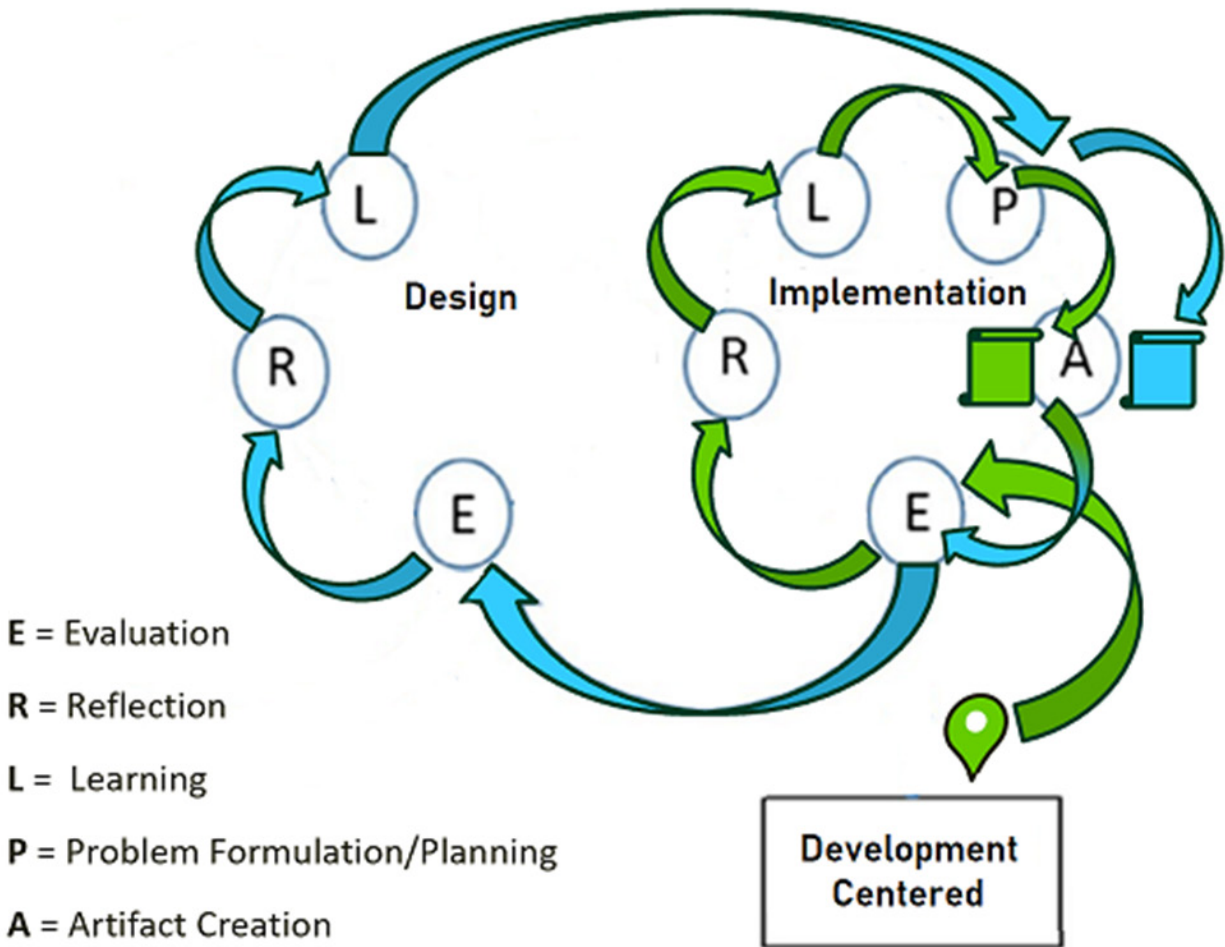 L
L
P
Design
Implementation
R
R
A
E
E
E = Evaluation
R = Reflection
L = Learning
P = Problem Formulation/Planning
A = Artifact Creation
Development
Centered